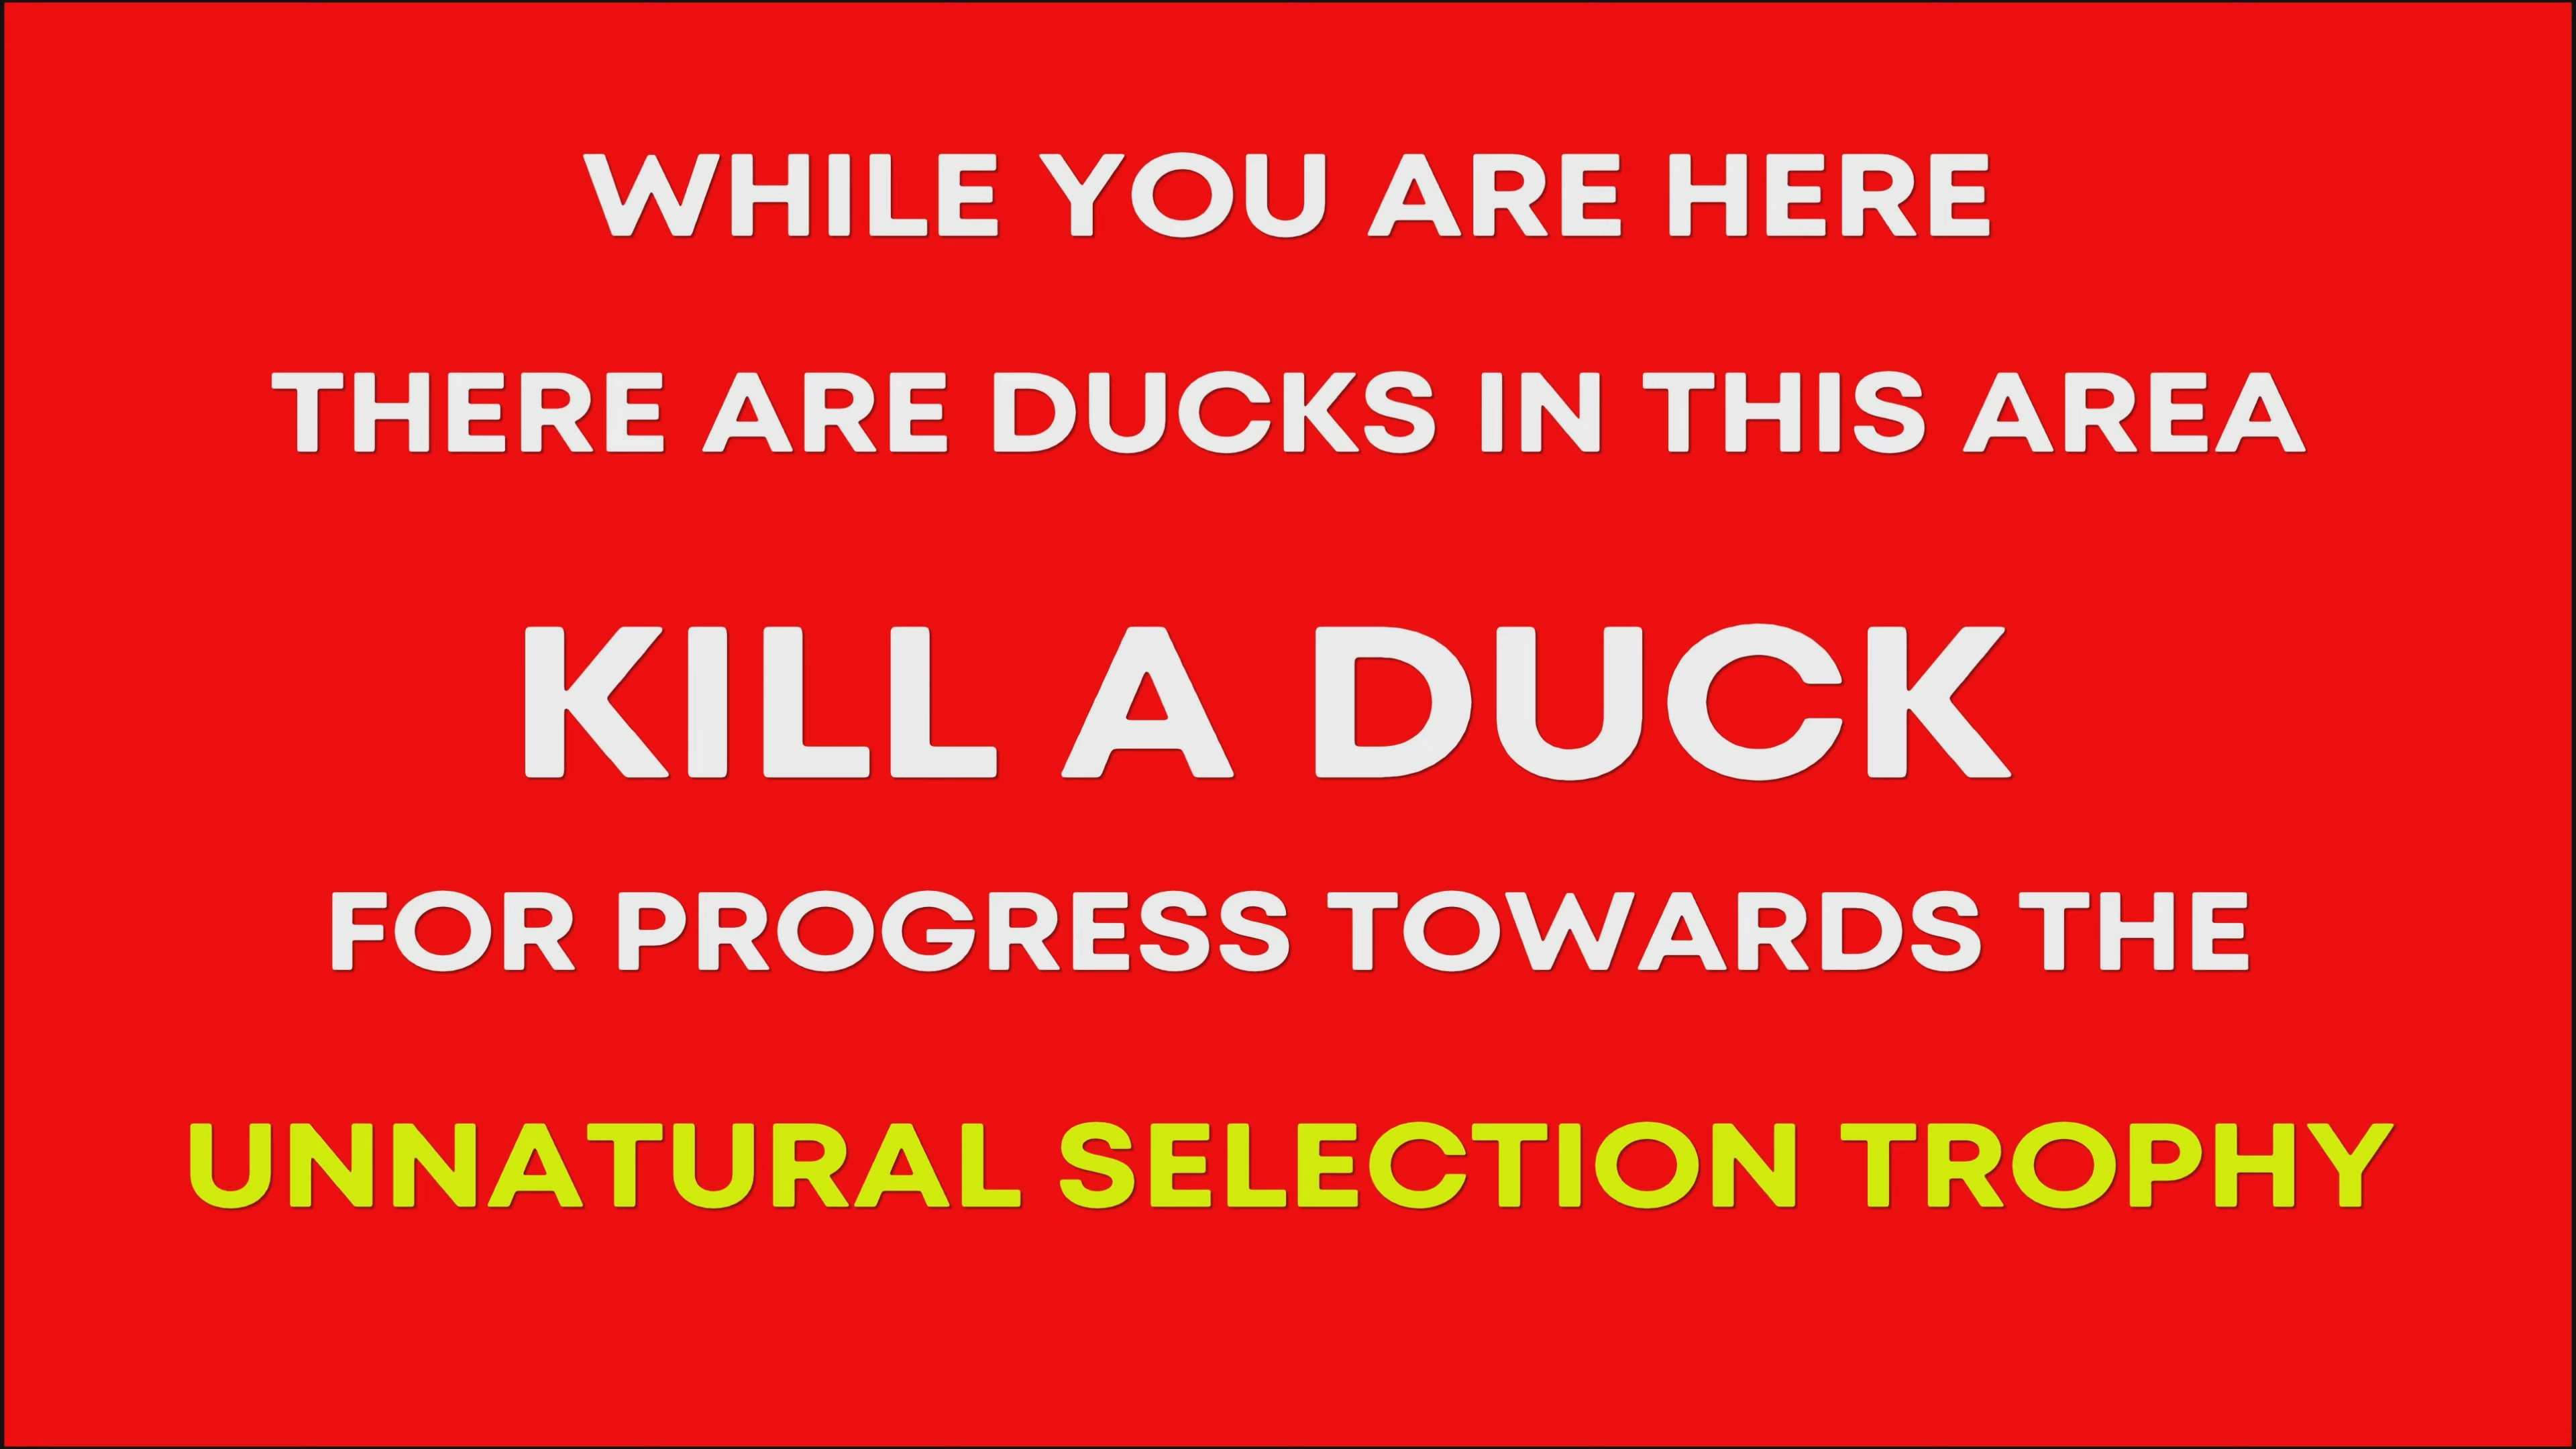 WHILE YOU ARE HERE
THERE ARE DUCKS IN THIS AREA
KILL A DUCK
FOR PROGRESS TOWARDS THE
UNNATURAL SELECTION TROPHY